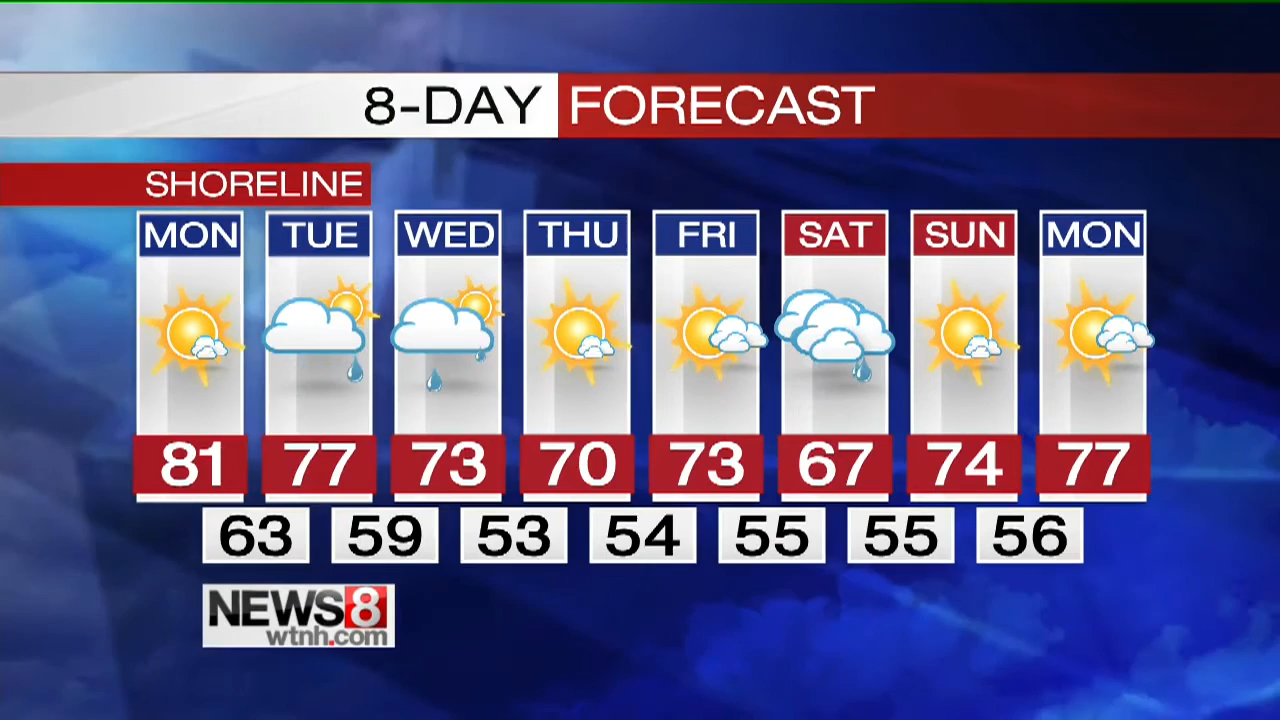 8-DAY FORECAST
SHORELINE
MON TUE WED THU FRI SAT SUN MON
81 77 73 70 73 67 74 77
63 59 53 54 55 55 56
NEWS8
wtnh.com